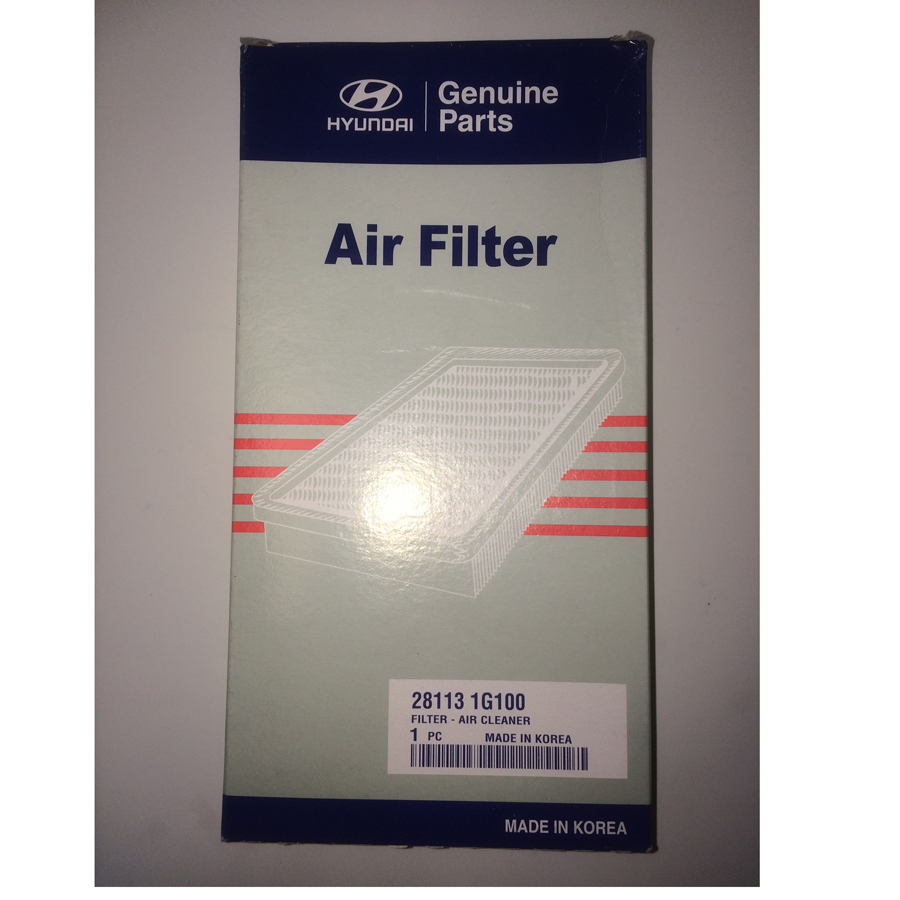 HYUNDAI
Genuine
Parts
Air Filter
28113 1G100
FILTER - AIR CLEANER
1 PC MADE IN KOREA
MADE IN KOREA